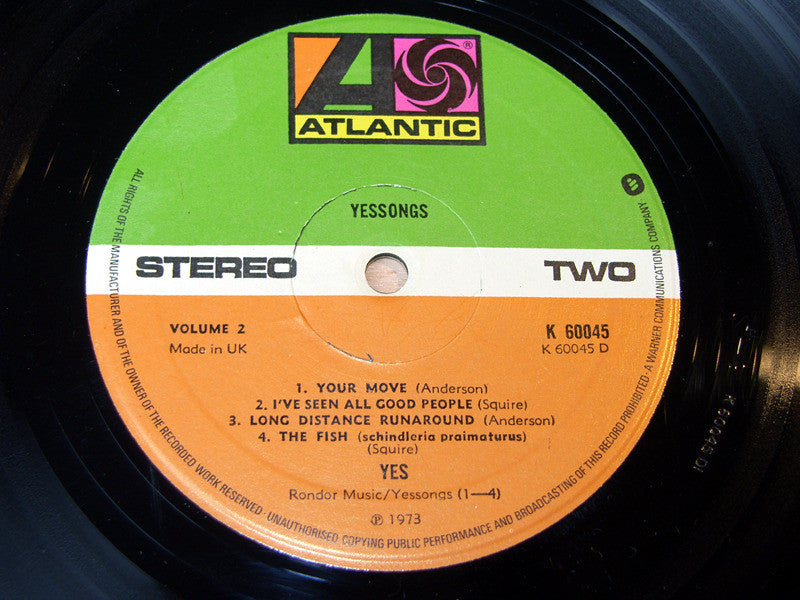 ATLANTIC
®
YESSONGS
STEREO
TWO
VOLUME 2
Made in UK
K 60045
K 60045 D
1. YOUR MOVE (Anderson)
2. I'VE SEEN ALL GOOD PEOPLE (Squire)
3. LONG DISTANCE RUNAROUND (Anderson)
4. THE FISH (schindleria praimaturus)
(Squire)
YES
Rondor Music/Yessongs (1—4)
℗ 1973
ALL RIGHTS OF THE MANUFACTURER AND OF THE OWNER OF THE RECORDED WORK RESERVED · UNAUTHORISED COPYING PUBLIC PERFORMANCE AND BROADCASTING OF THIS RECORD PROHIBITED · A WARNER COMMUNICATIONS COMPANY